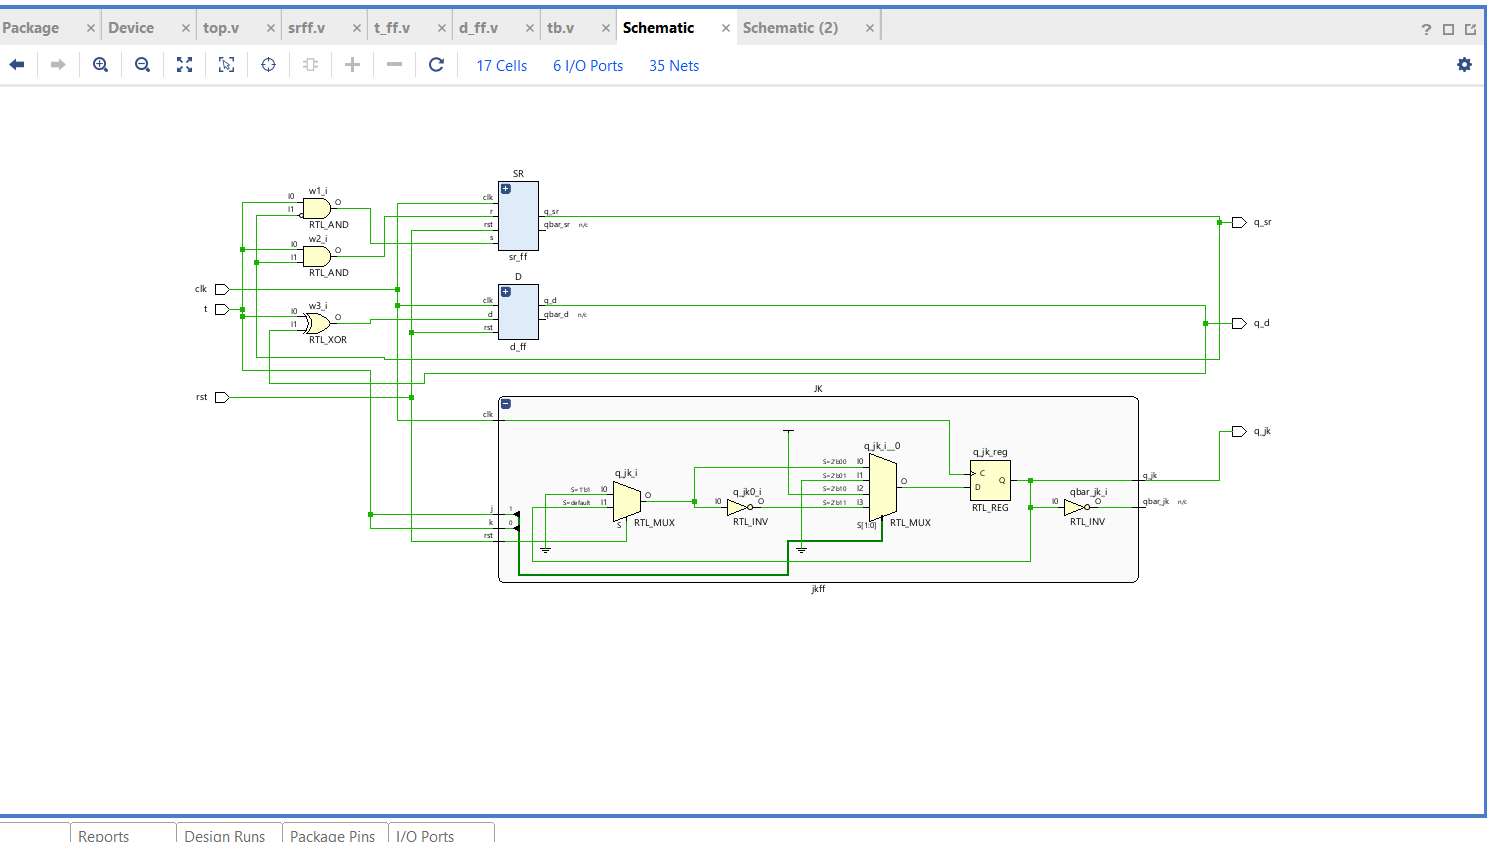 Package Device top.v srff.v t_ff.v d_ff.v tb.v Schematic Schematic (2)
17 Cells 6 I/O Ports 35 Nets
SR
w1_i
I0 O
I1
RTL_AND
clk
r
rst
s
q_sr
qbar_sr n/c
sr_ff
q_sr
w2_i
I0 O
I1
RTL_AND
D
clk
t
clk
d
rst
q_d
qbar_d n/c
d_ff
q_d
w3_i
I0 O
I1
RTL_XOR
rst
JK
clk
j 1
k 0
rst
q_jk_i
S=1'b1 I0 O
S=default I1
S RTL_MUX
q_jk0_i
I0 O
RTL_INV
q_jk_i__0
S=2'b00 I0
S=2'b01 I1 O
S=2'b10 I2
S=2'b11 I3
S[1:0] RTL_MUX
q_jk_reg
C
D Q
RTL_REG
qbar_jk_i
I0 O
RTL_INV
q_jk
qbar_jk n/c
q_jk
jkff
Reports Design Runs Package Pins I/O Ports